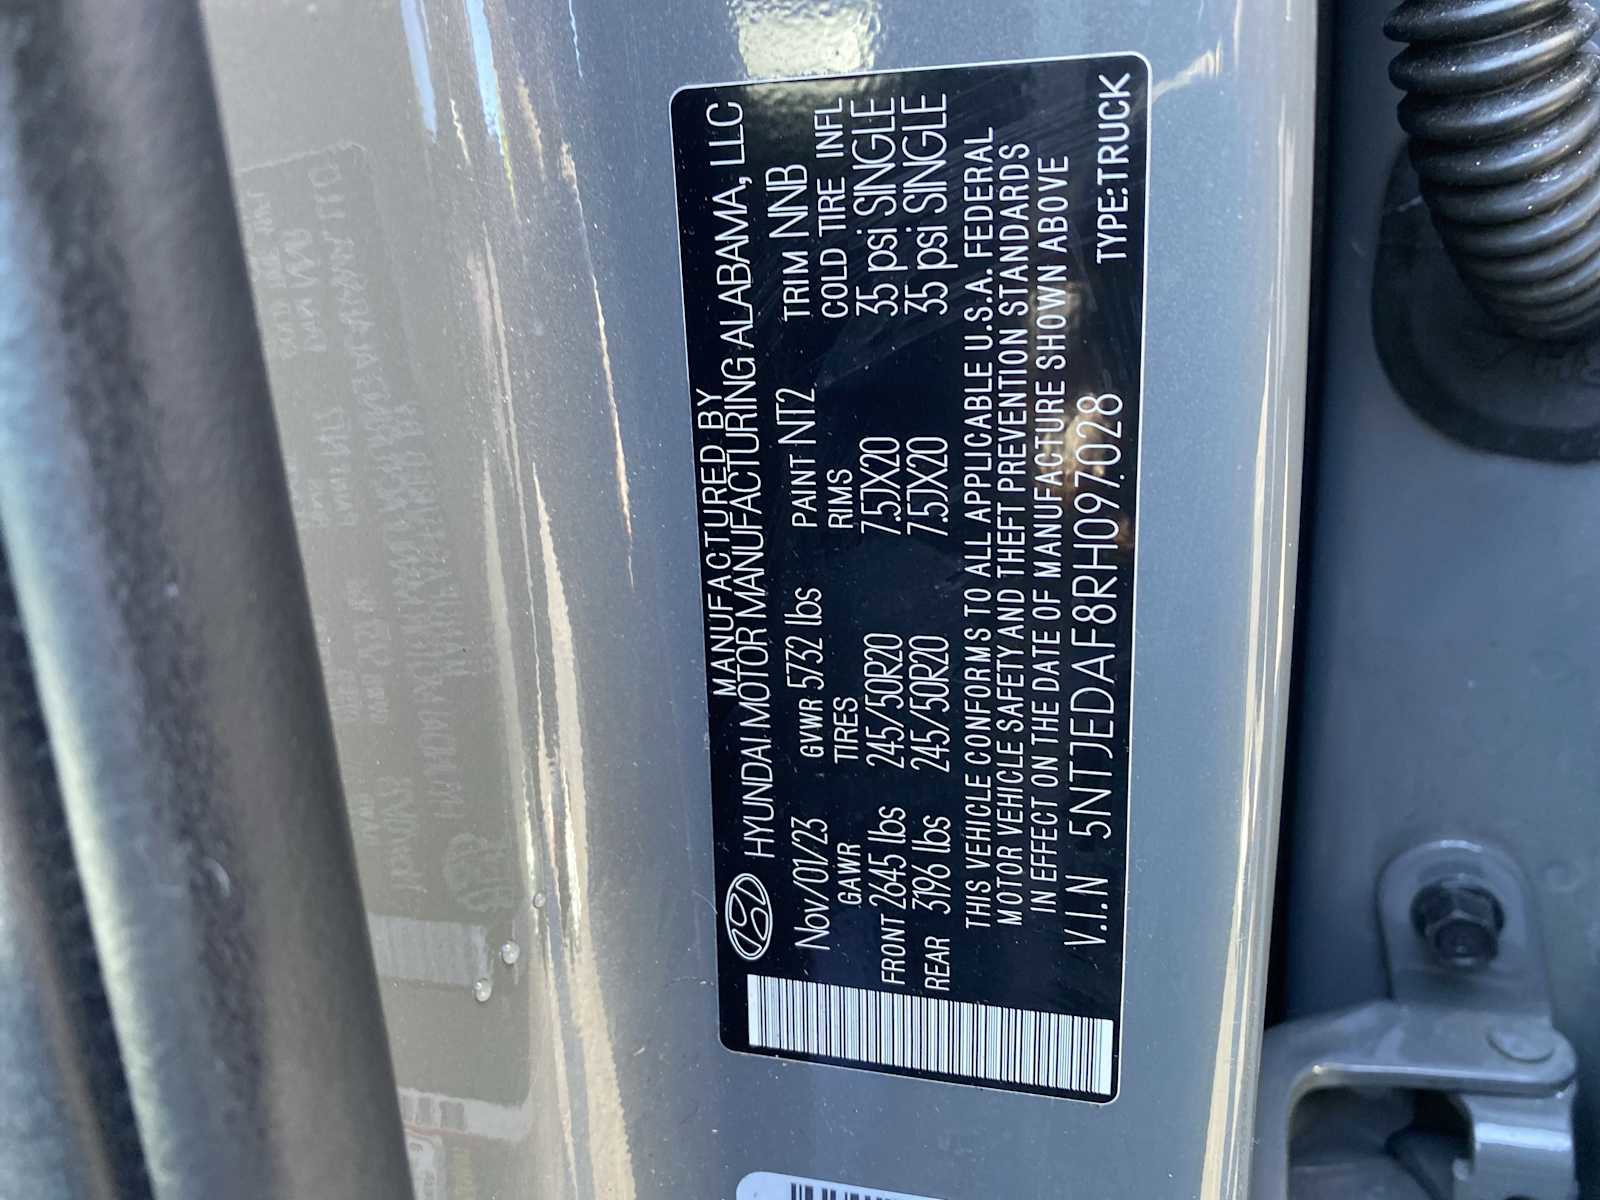 MANUFACTURED BY
HYUNDAI MOTOR MANUFACTURING ALABAMA, LLC
Nov/01/23 GVWR 5732 lbs PAINT NT2 TRIM NNB
GAWR TIRES RIMS COLD TIRE INFL
FRONT 2645 lbs 245/50R20 7.5JX20 35 psi SINGLE
REAR 3196 lbs 245/50R20 7.5JX20 35 psi SINGLE
THIS VEHICLE CONFORMS TO ALL APPLICABLE U.S.A. FEDERAL
MOTOR VEHICLE SAFETY AND THEFT PREVENTION STANDARDS
IN EFFECT ON THE DATE OF MANUFACTURE SHOWN ABOVE
V.I.N 5NTJEDAF8RH097028 TYPE:TRUCK